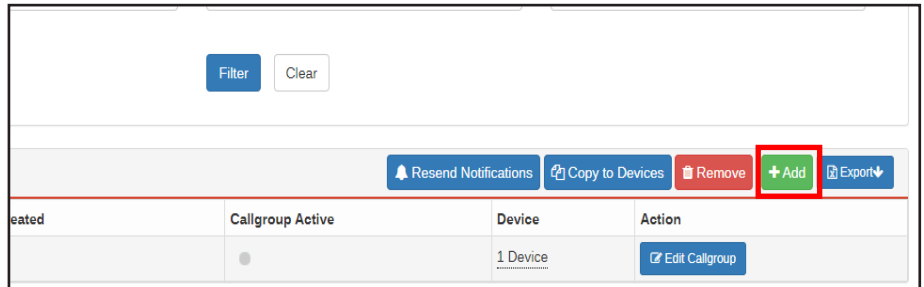 Filter Clear
Resend Notifications Copy to Devices Remove Add Export
eated Callgroup Active Device Action
1 Device Edit Callgroup